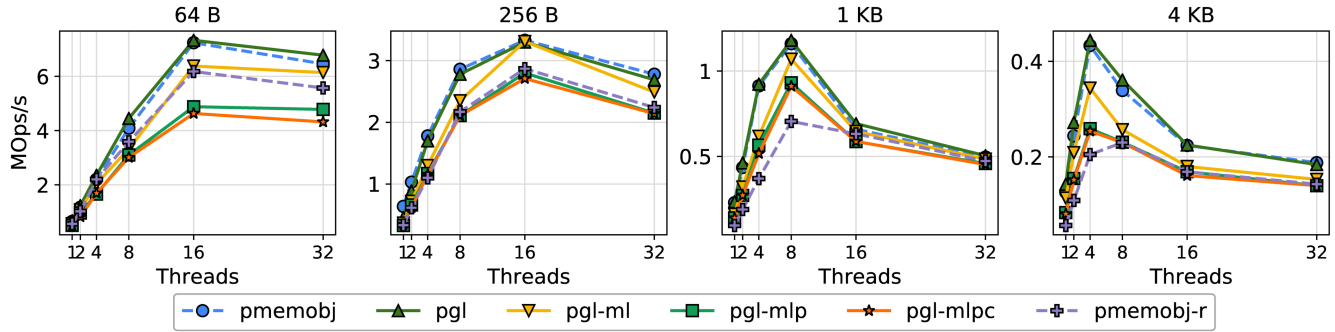 64 B 256 B 1 KB 4 KB
MOps/s
6
4
2
3
2
1
1
0.5
0.4
0.2
1 2 4 8 16 32 1 2 4 8 16 32 1 2 4 8 16 32 1 2 4 8 16 32
Threads Threads Threads Threads
pmemobj pgl pgl-ml pgl-mlp pgl-mlpc pmemobj-r